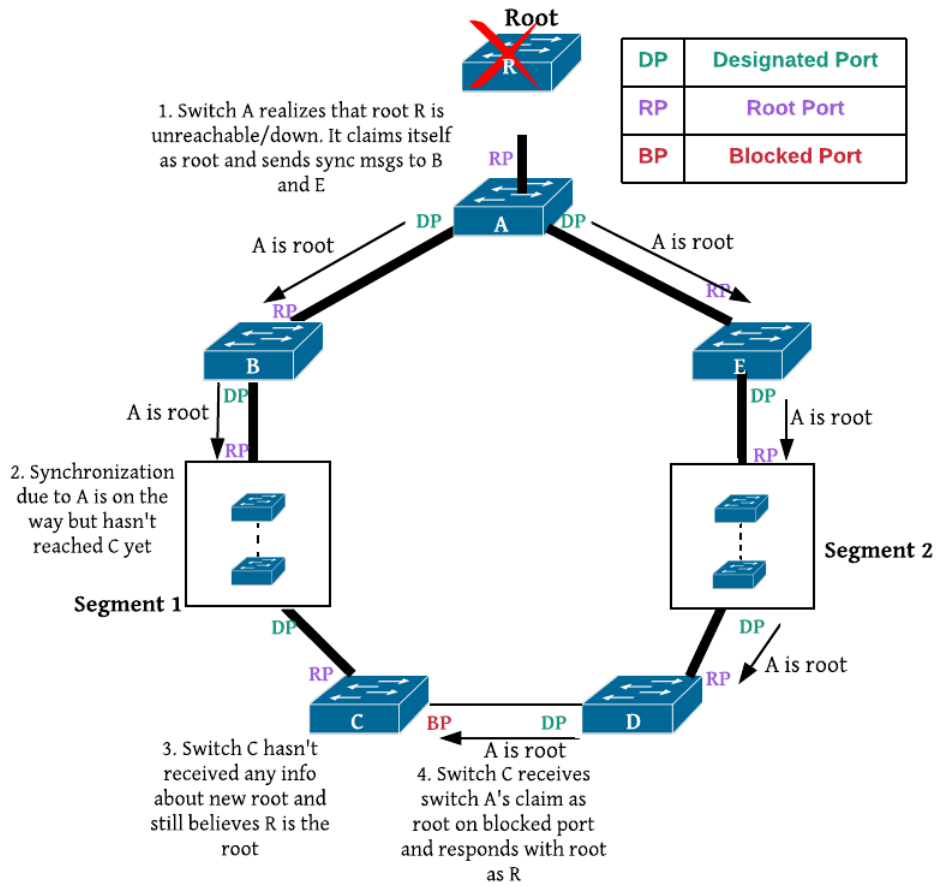 Root
R
DP Designated Port
RP Root Port
BP Blocked Port
1. Switch A realizes that root R is
unreachable/down. It claims itself
as root and sends sync msgs to B
and E
RP
A
DP
DP
A is root
A is root
RP
RP
B
E
DP
DP
A is root
A is root
RP
RP
2. Synchronization
due to A is on the
way but hasn't
reached C yet
Segment 1
Segment 2
DP
DP
A is root
RP
RP
C
D
BP
DP
A is root
3. Switch C hasn't
received any info
about new root and
still believes R is the
root
4. Switch C receives
switch A's claim as
root on blocked port
and responds with root
as R